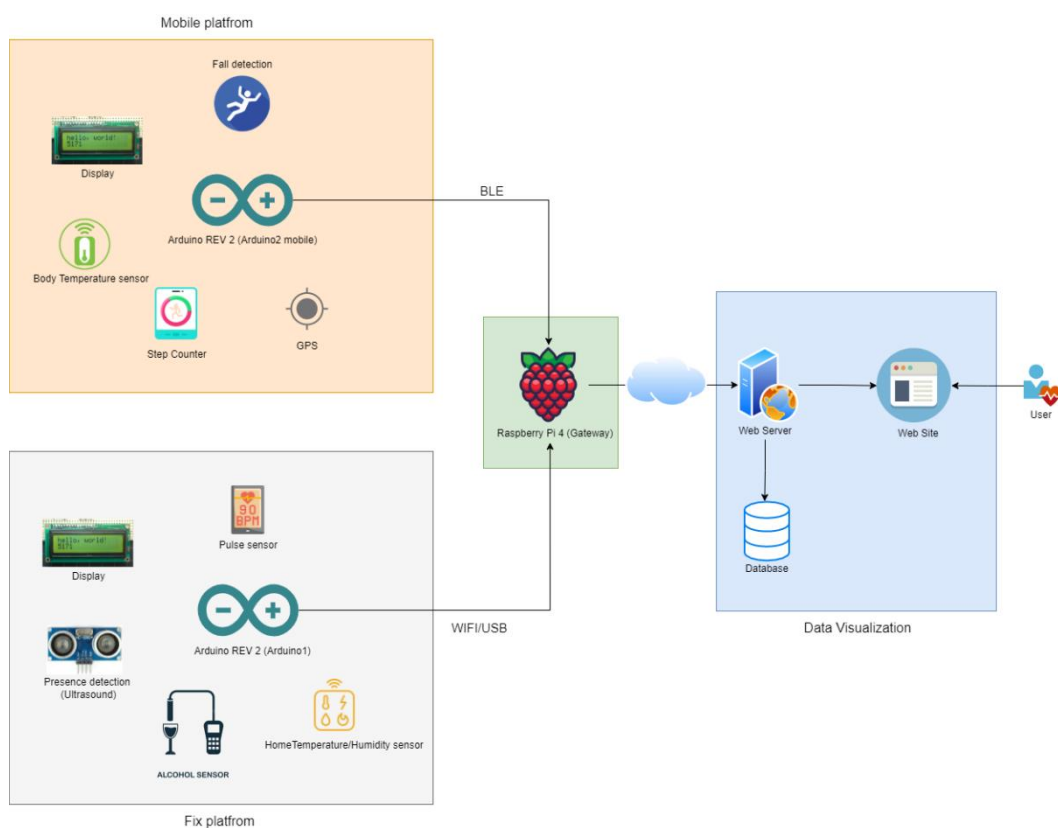 Mobile platfrom
Fall detection
hello, world!
5171
Display
BLE
Arduino REV 2 (Arduino2 mobile)
Body Temperature sensor
Step Counter
GPS
Raspberry Pi 4 (Gateway)
Web Server
Web Site
User
Database
Data Visualization
90
BPM
Pulse sensor
hello, world!
5171
Display
WIFI/USB
Arduino REV 2 (Arduino1)
Presence detection
(Ultrasound)
HomeTemperature/Humidity sensor
ALCOHOL SENSOR
Fix platfrom